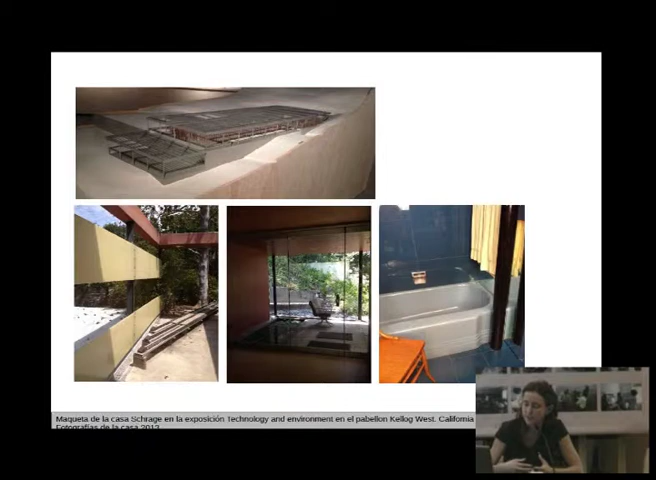 Maqueta de la casa Schrage en la exposición Technology and environment en el pabellon Kellog West. California
Fotografías de la casa 2013